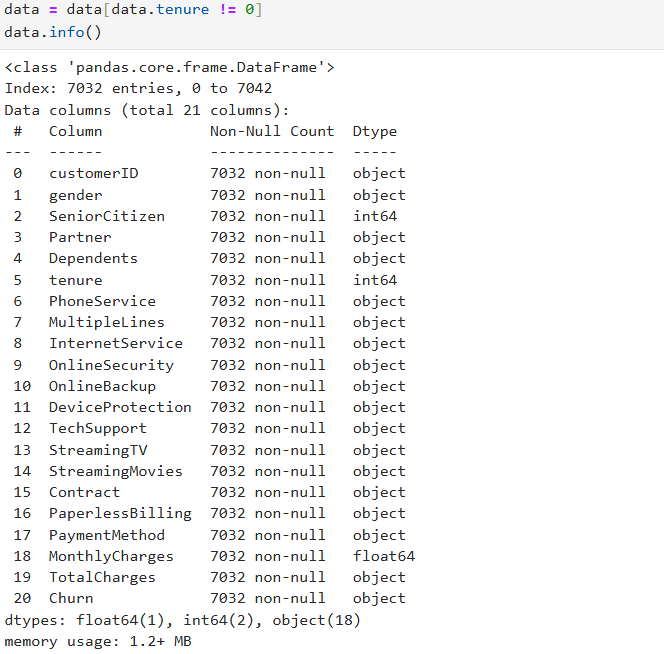 data = data[data.tenure != 0]
data.info()
<class 'pandas.core.frame.DataFrame'>
Index: 7032 entries, 0 to 7042
Data columns (total 21 columns):
 #   Column            Non-Null Count  Dtype
---  ------            --------------  -----
 0   customerID        7032 non-null   object
 1   gender            7032 non-null   object
 2   SeniorCitizen     7032 non-null   int64
 3   Partner           7032 non-null   object
 4   Dependents        7032 non-null   object
 5   tenure            7032 non-null   int64
 6   PhoneService      7032 non-null   object
 7   MultipleLines     7032 non-null   object
 8   InternetService   7032 non-null   object
 9   OnlineSecurity    7032 non-null   object
 10  OnlineBackup      7032 non-null   object
 11  DeviceProtection  7032 non-null   object
 12  TechSupport       7032 non-null   object
 13  StreamingTV       7032 non-null   object
 14  StreamingMovies   7032 non-null   object
 15  Contract          7032 non-null   object
 16  PaperlessBilling  7032 non-null   object
 17  PaymentMethod     7032 non-null   object
 18  MonthlyCharges    7032 non-null   float64
 19  TotalCharges      7032 non-null   object
 20  Churn             7032 non-null   object
dtypes: float64(1), int64(2), object(18)
memory usage: 1.2+ MB